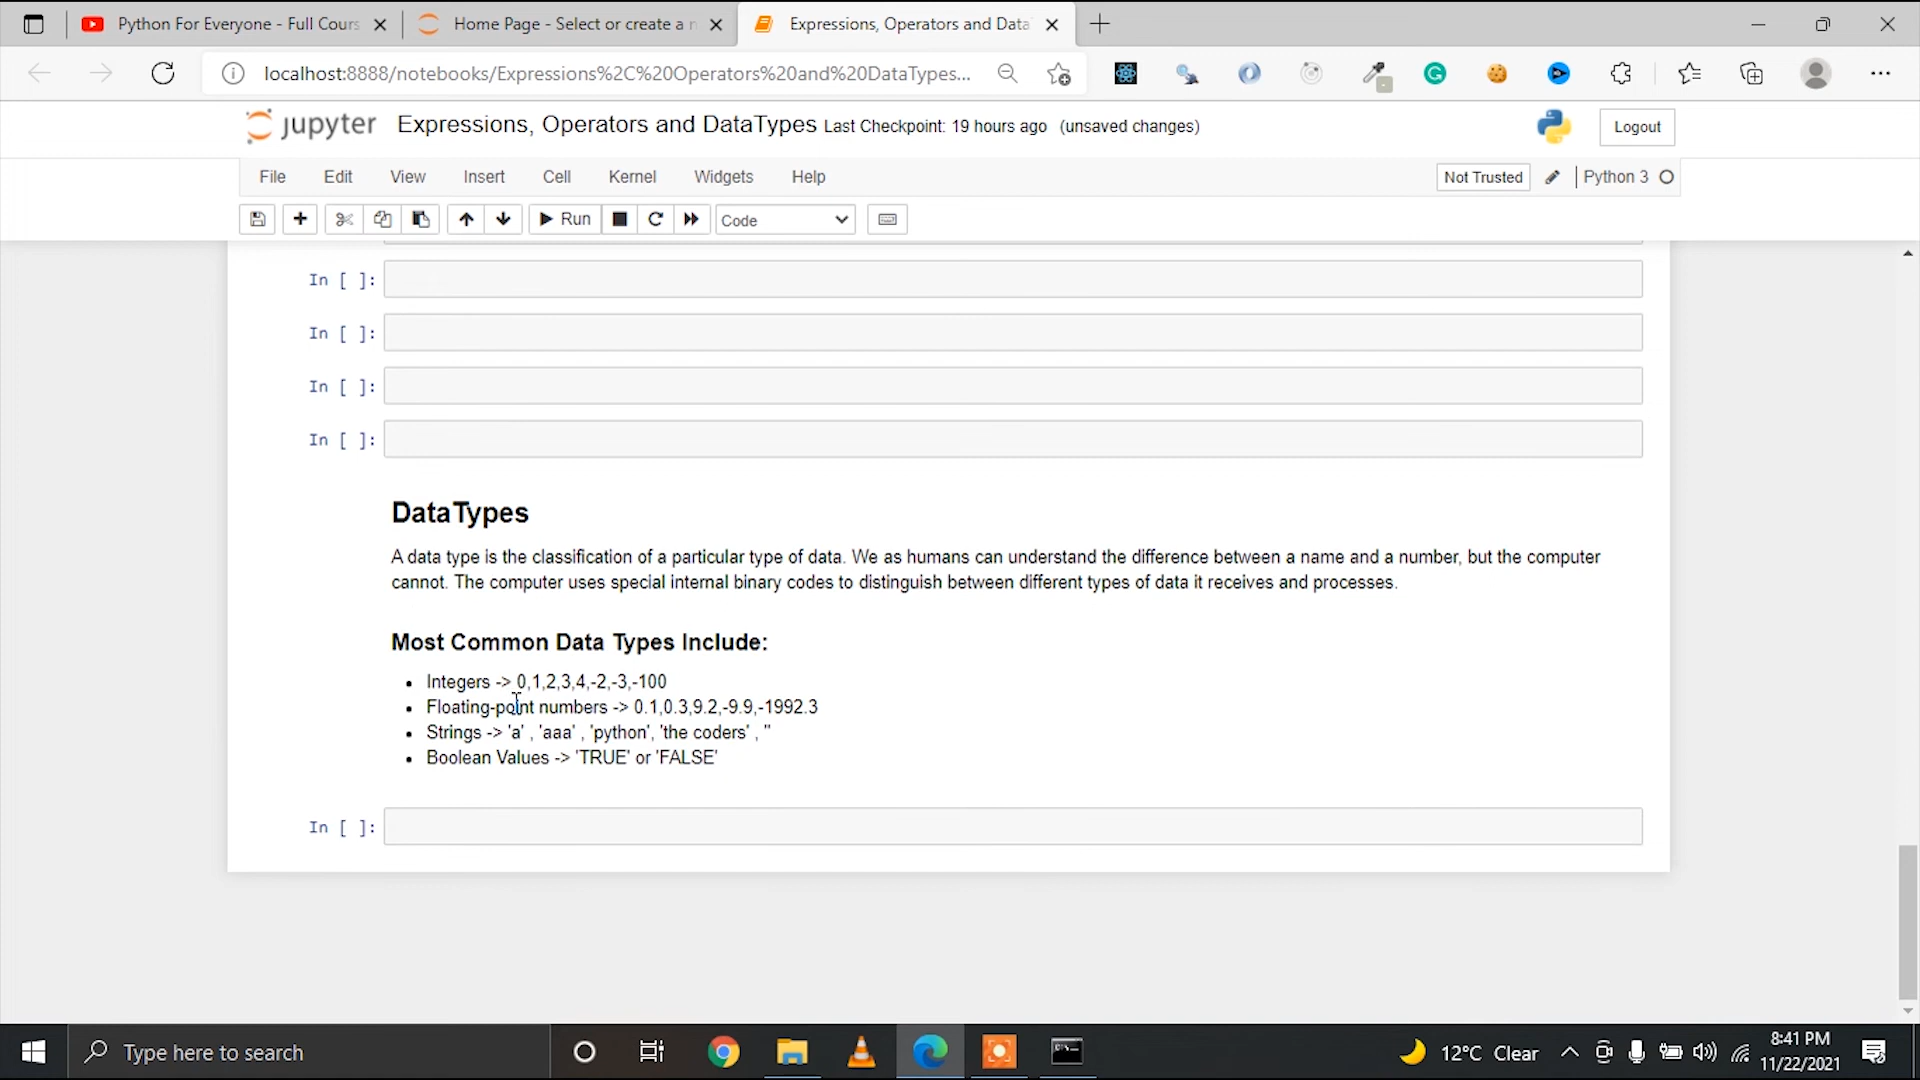 Python For Everyone - Full Cours
Home Page - Select or create a n
Expressions, Operators and Data
localhost:8888/notebooks/Expressions%2C%20Operators%20and%20DataTypes...
jupyter
Expressions, Operators and DataTypes Last Checkpoint: 19 hours ago (unsaved changes)
Logout
File Edit View Insert Cell Kernel Widgets Help
Not Trusted
Python 3
Run
Code
In [ ]:
In [ ]:
In [ ]:
In [ ]:
DataTypes
A data type is the classification of a particular type of data. We as humans can understand the difference between a name and a number, but the computer
cannot. The computer uses special internal binary codes to distinguish between different types of data it receives and processes.
Most Common Data Types Include:
• Integers -> 0,1,2,3,4,-2,-3,-100
• Floating-point numbers -> 0.1,0.3,9.2,-9.9,-1992.3
• Strings -> 'a' , 'aaa' , 'python', 'the coders' , ''
• Boolean Values -> 'TRUE' or 'FALSE'
In [ ]:
Type here to search
12°C Clear
8:41 PM
11/22/2021